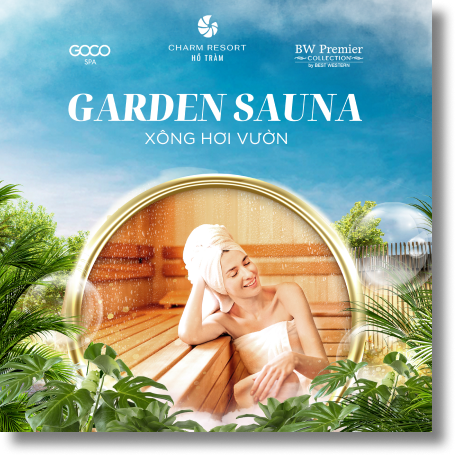 GOCO
SPA
CHARM RESORT
HỒ TRÀM
BW Premier
COLLECTION
by BEST WESTERN
GARDEN SAUNA
XÔNG HƠI VƯỜN